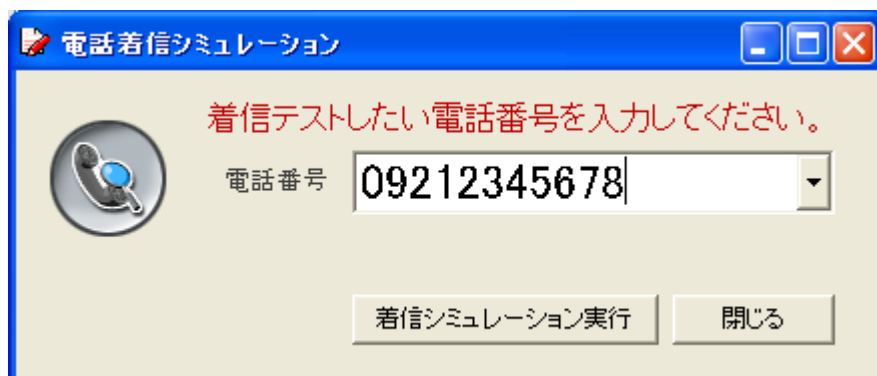 電話着信シミュレーション
着信テストしたい電話番号を入力してください。
電話番号 09212345678
着信シミュレーション実行 閉じる